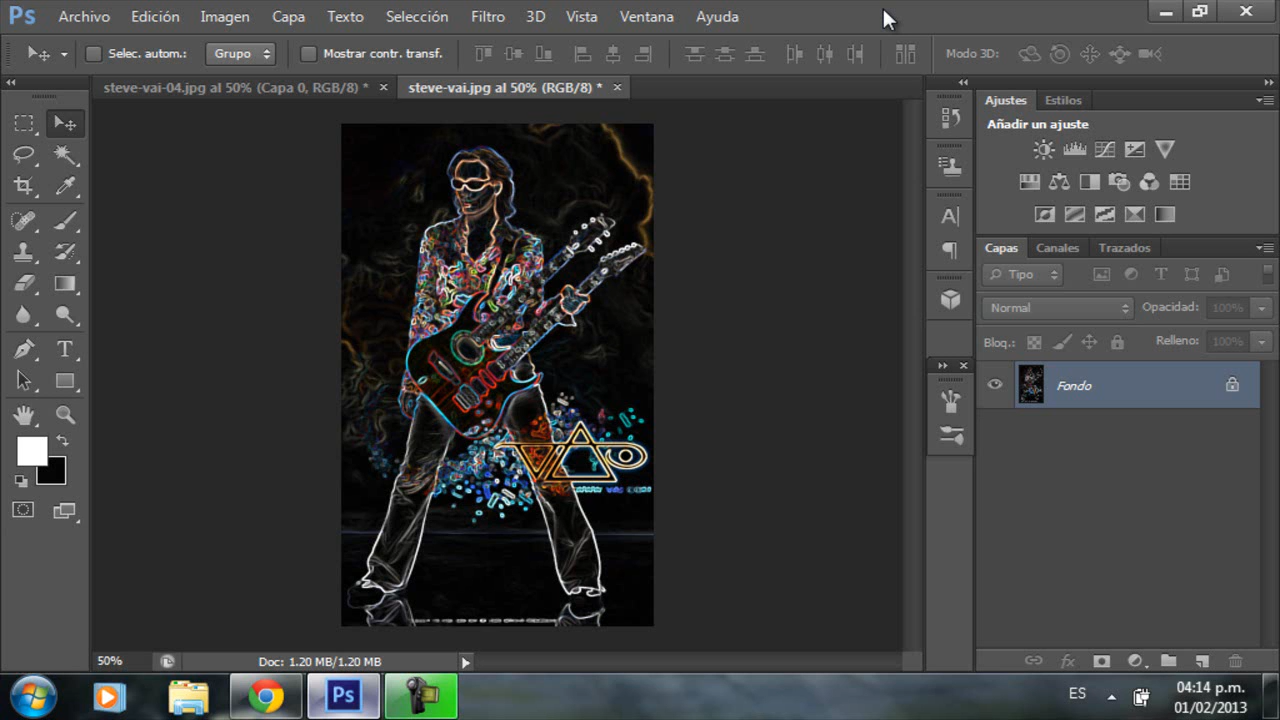 Ps Archivo Edición Imagen Capa Texto Selección Filtro 3D Vista Ventana Ayuda
Selec. autom.: Grupo Mostrar contr. transf. Modo 3D:
steve-vai-04.jpg al 50% (Capa 0, RGB/8) * × steve-vai.jpg al 50% (RGB/8) * ×
Ajustes Estilos
Añadir un ajuste
Capas Canales Trazados
Tipo
Normal Opacidad: 100%
Bloq.: Relleno: 100%
Fondo
50% Doc: 1.20 MB/1.20 MB
Ps ES 04:14 p.m.
01/02/2013